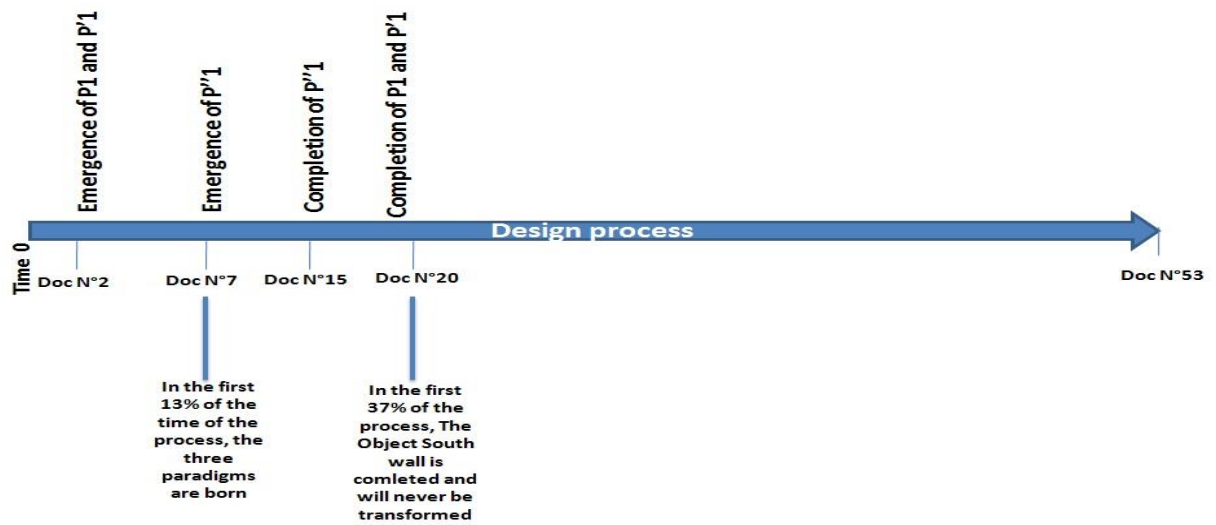 Emergence of P1 and P'1
Emergence of P''1
Completion of P''1
Completion of P1 and P'1
Design process
Time 0
Doc N°2
Doc N°7
Doc N°15
Doc N°20
Doc N°53
In the first
13% of the
time of the
process, the
three
paradigms
are born
In the first
37% of the
process, The
Object South
wall is
comleted and
will never be
transformed